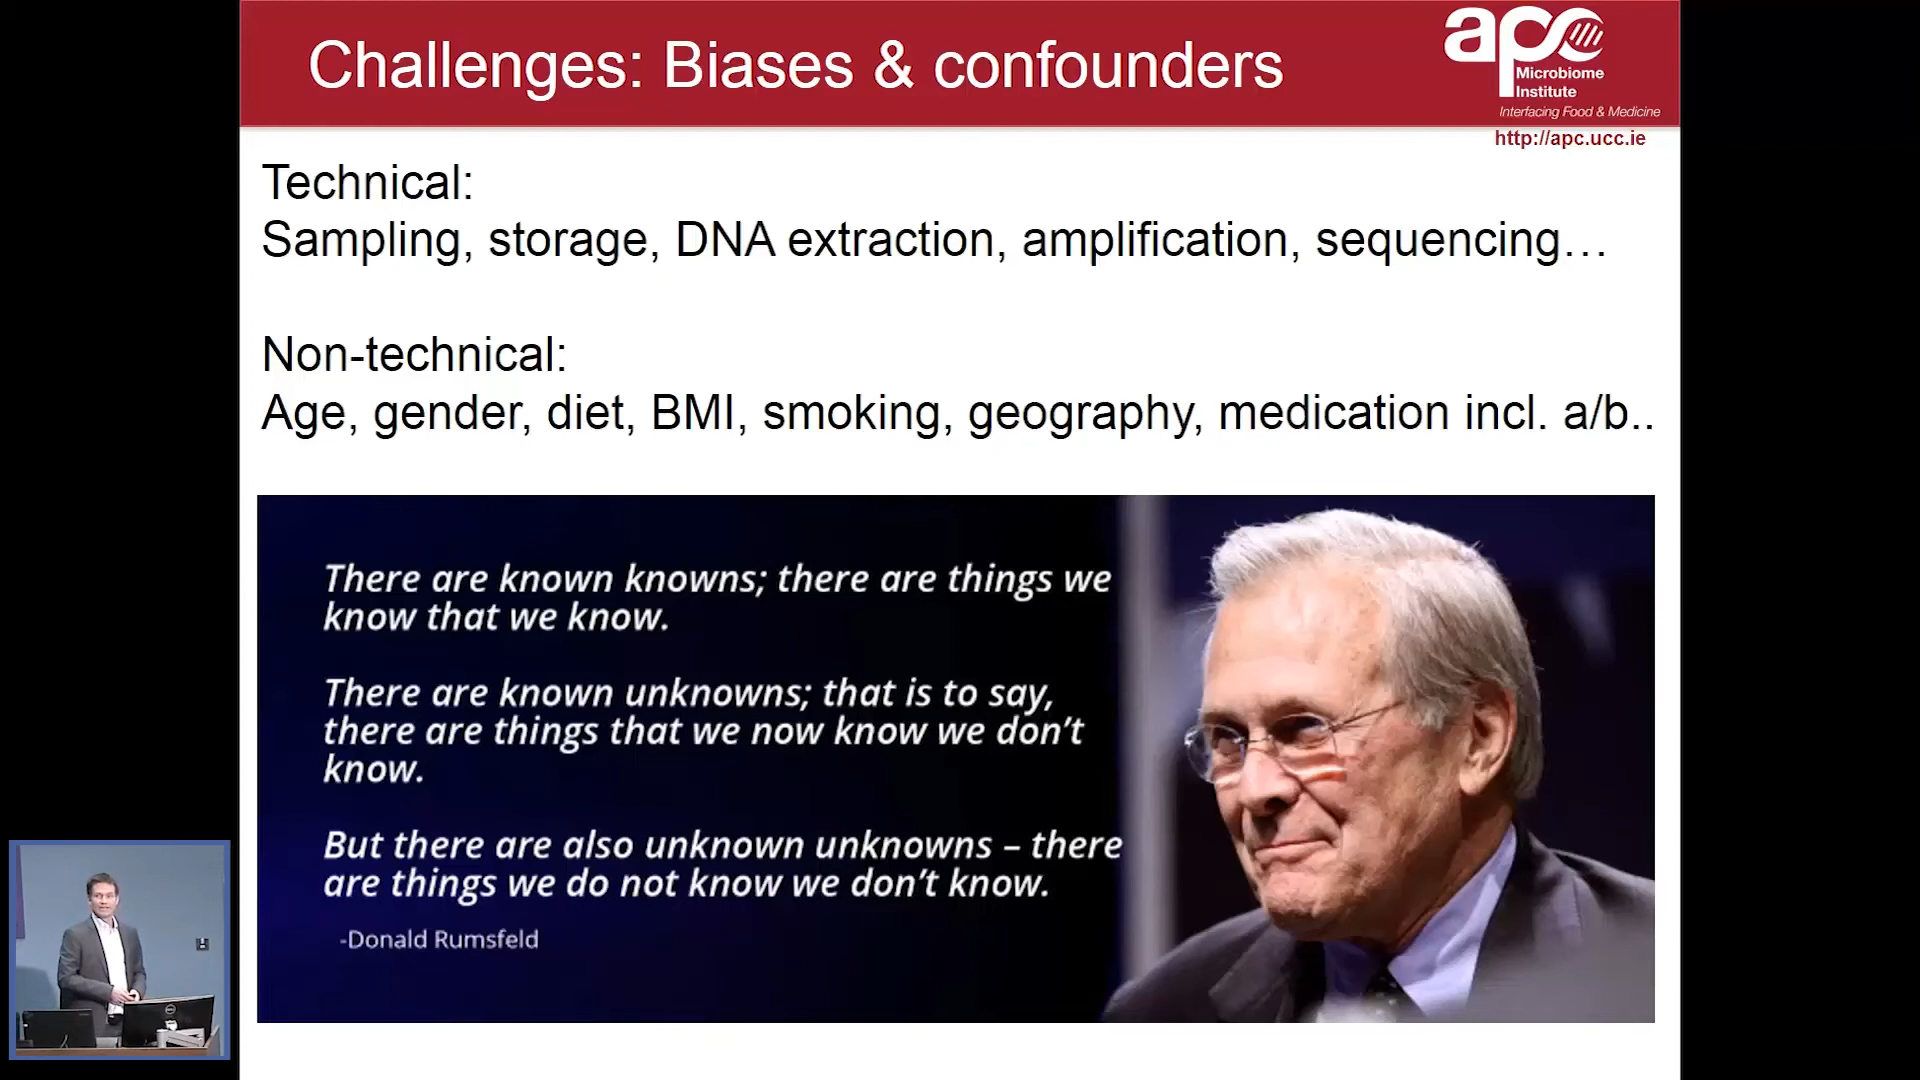 Challenges: Biases & confounders
apc
Microbiome
Institute
Interfacing Food & Medicine
http://apc.ucc.ie
Technical:
Sampling, storage, DNA extraction, amplification, sequencing…
Non-technical:
Age, gender, diet, BMI, smoking, geography, medication incl. a/b..
There are known knowns; there are things we
know that we know.
There are known unknowns; that is to say,
there are things that we now know we don’t
know.
But there are also unknown unknowns – there
are things we do not know we don’t know.
-Donald Rumsfeld